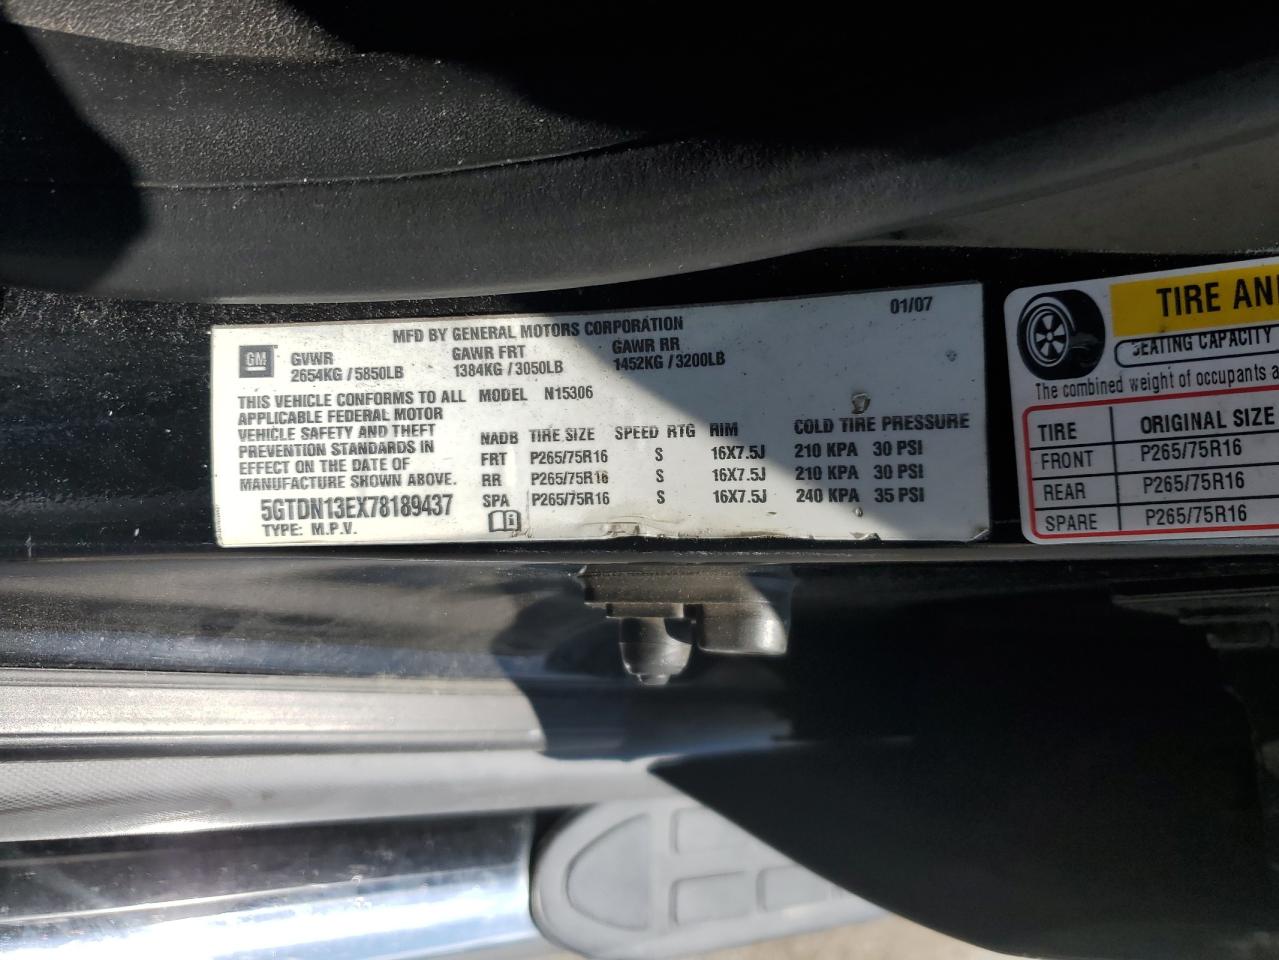 MFD BY GENERAL MOTORS CORPORATION 01/07
GM
GVWR GAWR FRT GAWR RR
2654KG / 5850LB 1384KG / 3050LB 1452KG / 3200LB
THIS VEHICLE CONFORMS TO ALL MODEL N15306
APPLICABLE FEDERAL MOTOR
VEHICLE SAFETY AND THEFT
PREVENTION STANDARDS IN
EFFECT ON THE DATE OF
MANUFACTURE SHOWN ABOVE.
5GTDN13EX78189437
TYPE: M.P.V.
NADB TIRE SIZE SPEED RTG RIM COLD TIRE PRESSURE
FRT P265/75R16 S 16X7.5J 210 KPA 30 PSI
RR P265/75R16 S 16X7.5J 210 KPA 30 PSI
SPA P265/75R16 S 16X7.5J 240 KPA 35 PSI
TIRE AN
SEATING CAPACITY
The combined weight of occupants a
TIRE ORIGINAL SIZE
FRONT P265/75R16
REAR P265/75R16
SPARE P265/75R16